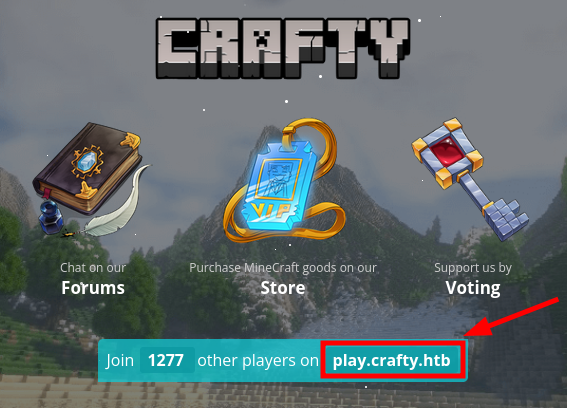 CRAFTY
VIP
Chat on our
Forums
Purchase MineCraft goods on our
Store
Support us by
Voting
Join 1277 other players on play.crafty.htb